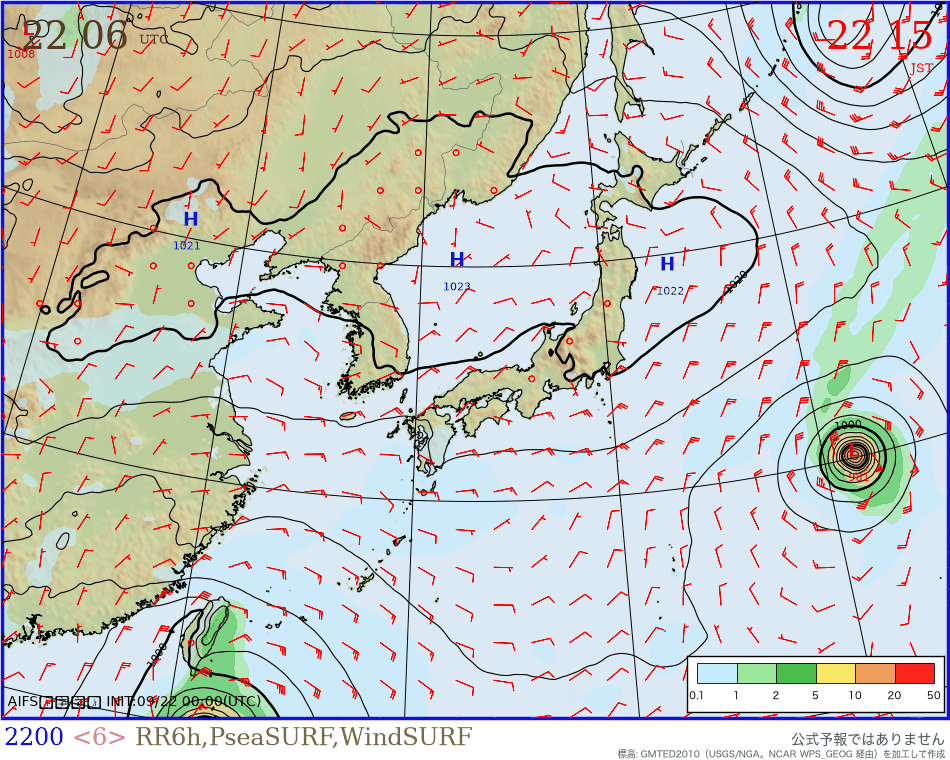 22 06 UTC
22 15
JST
1008
H
1021
H
1023
H
1022
1020
1000
L
981
1000
AIFS INIT:09/22 00:00(UTC)
0.1 1 2 5 10 20 50
2200 <6> RR6h,PseaSURF,WindSURF
公式予報ではありません
標高: GMTED2010（USGS/NGA。NCAR WPS_GEOG 経由）を加工して作成